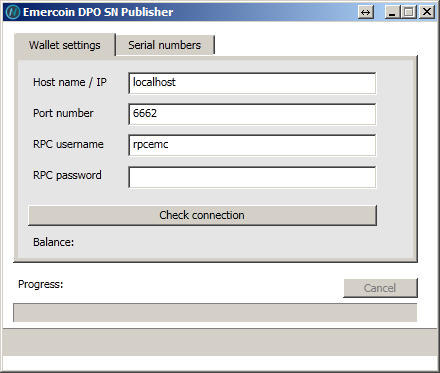 Emercoin DPO SN Publisher
Wallet settings
Serial numbers
Host name / IP
localhost
Port number
6662
RPC username
rpcemc
RPC password
Check connection
Balance:
Progress:
Cancel